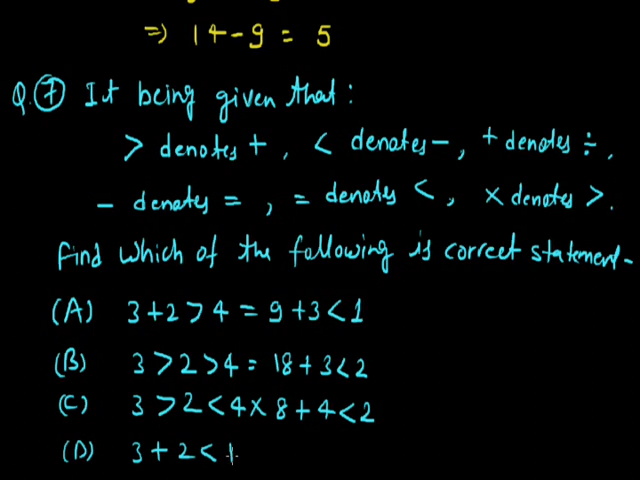 =) 14-9 = 5
Q.⑦ It being given that :
> denotes +, < denotes -, + denotes ÷,
- denotes =, = denotes <, × denotes >.
find which of the following is correct statement-
(A) 3+2>4 = 9+3<1
(B) 3>2>4= 18+3<2
(C) 3>2<4× 8+4<2
(D) 3+2<